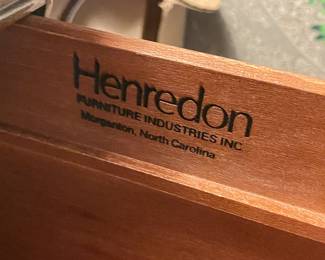 Henredon
FURNITURE INDUSTRIES INC
Morganton, North Carolina